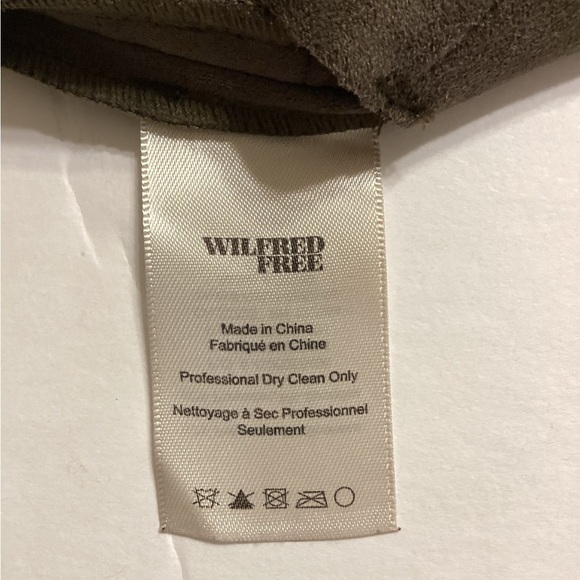 WILFRED
FREE
Made in China
Fabriqué en Chine
Professional Dry Clean Only
Nettoyage à Sec Professionnel
Seulement